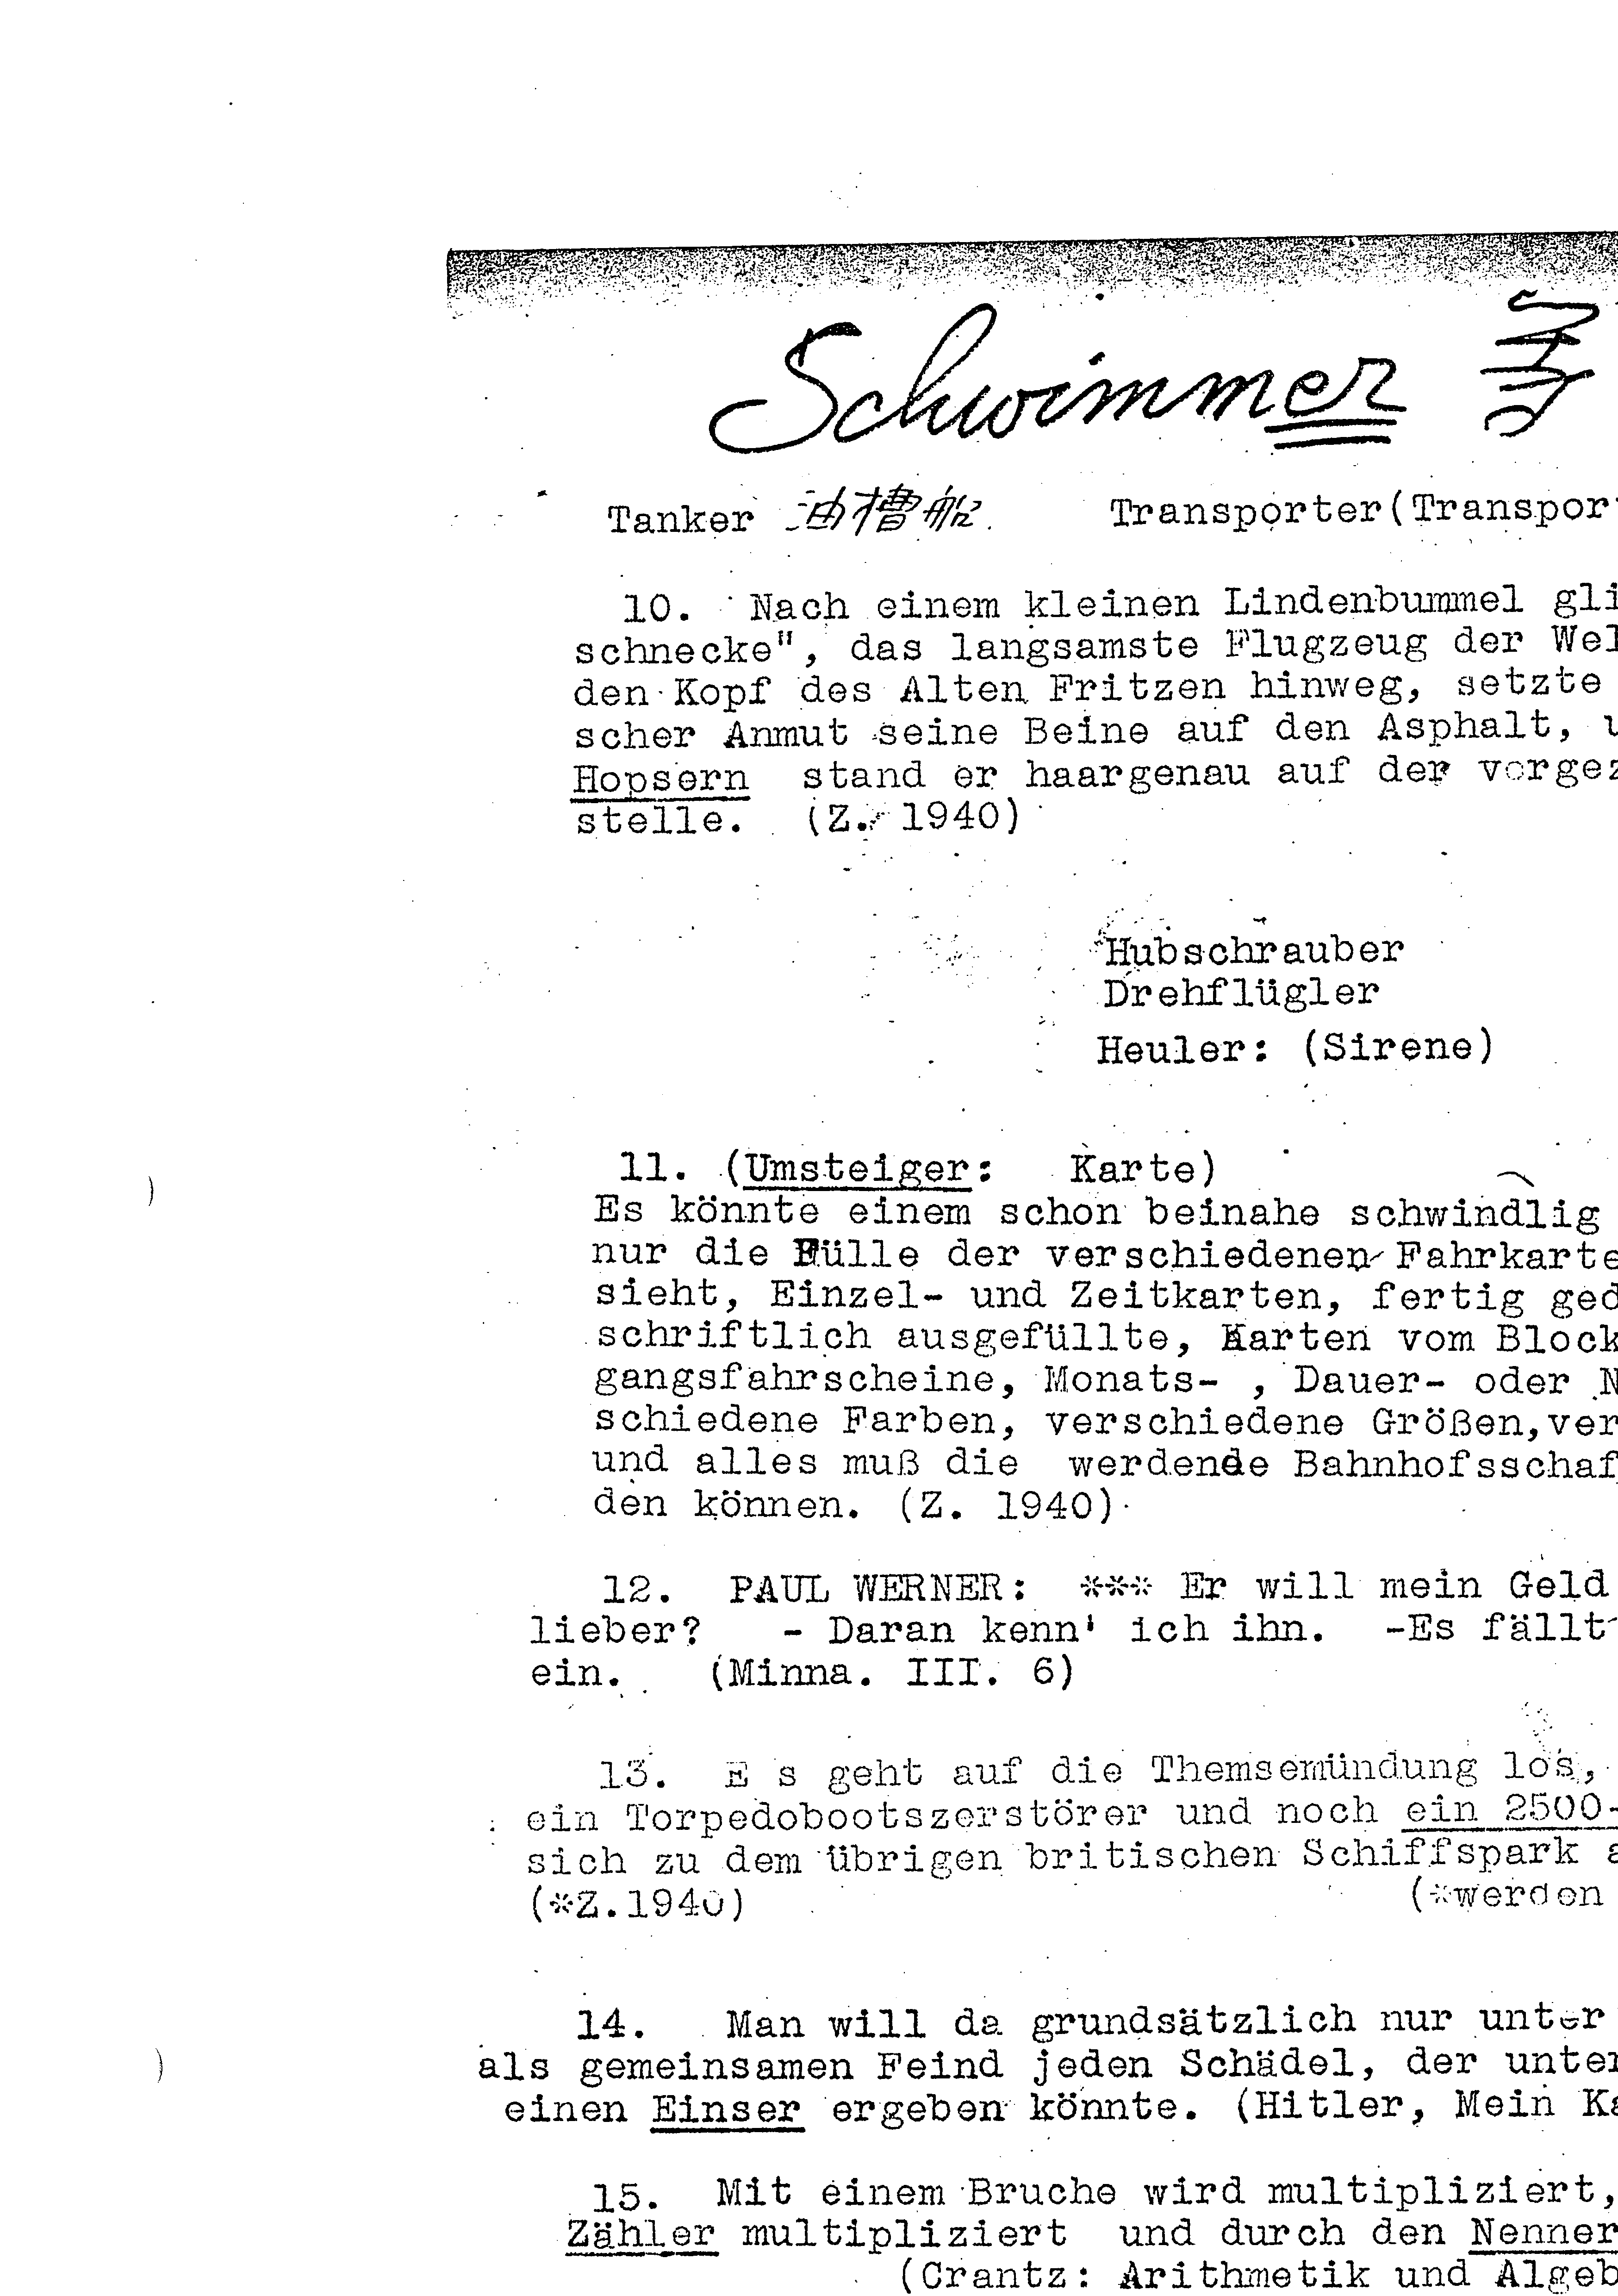 Schwimmer
Tanker 油槽船 Transporter(Transpor
10. Nach einem kleinen Lindenbummel gli
schnecke", das langsamste Flugzeug der Wel
den Kopf des Alten Fritzen hinweg, setzte
scher Anmut seine Beine auf den Asphalt, u
Hopsern stand er haargenau auf der vorgez
stelle. (Z. 1940)
Hubschrauber
Drehflügler
Heuler: (Sirene)
11. (Umsteiger: Karte)
Es könnte einem schon beinahe schwindlig
nur die Fülle der verschiedenen Fahrkarte
sieht, Einzel- und Zeitkarten, fertig ged
schriftlich ausgefüllte, Karten vom Block
gangsfahrscheine, Monats- , Dauer- oder N
schiedene Farben, verschiedene Größen,ver
und alles muß die werdende Bahnhofsschaf
den können. (Z. 1940)
12. PAUL WERNER: *** Er will mein Geld
lieber? - Daran kenn' ich ihn. -Es fällt
ein. (Minna. III. 6)
13. E s geht auf die Themsemündung los,
ein Torpedobootszerstörer und noch ein 2500-
sich zu dem übrigen britischen Schiffspark a
(*Z.1940) (*werden
14. Man will da grundsätzlich nur unter
als gemeinsamen Feind jeden Schädel, der unter
einen Einser ergeben könnte. (Hitler, Mein Ka
15. Mit einem Bruche wird multipliziert,
Zähler multipliziert und durch den Nenner
(Crantz: Arithmetik und Algeb